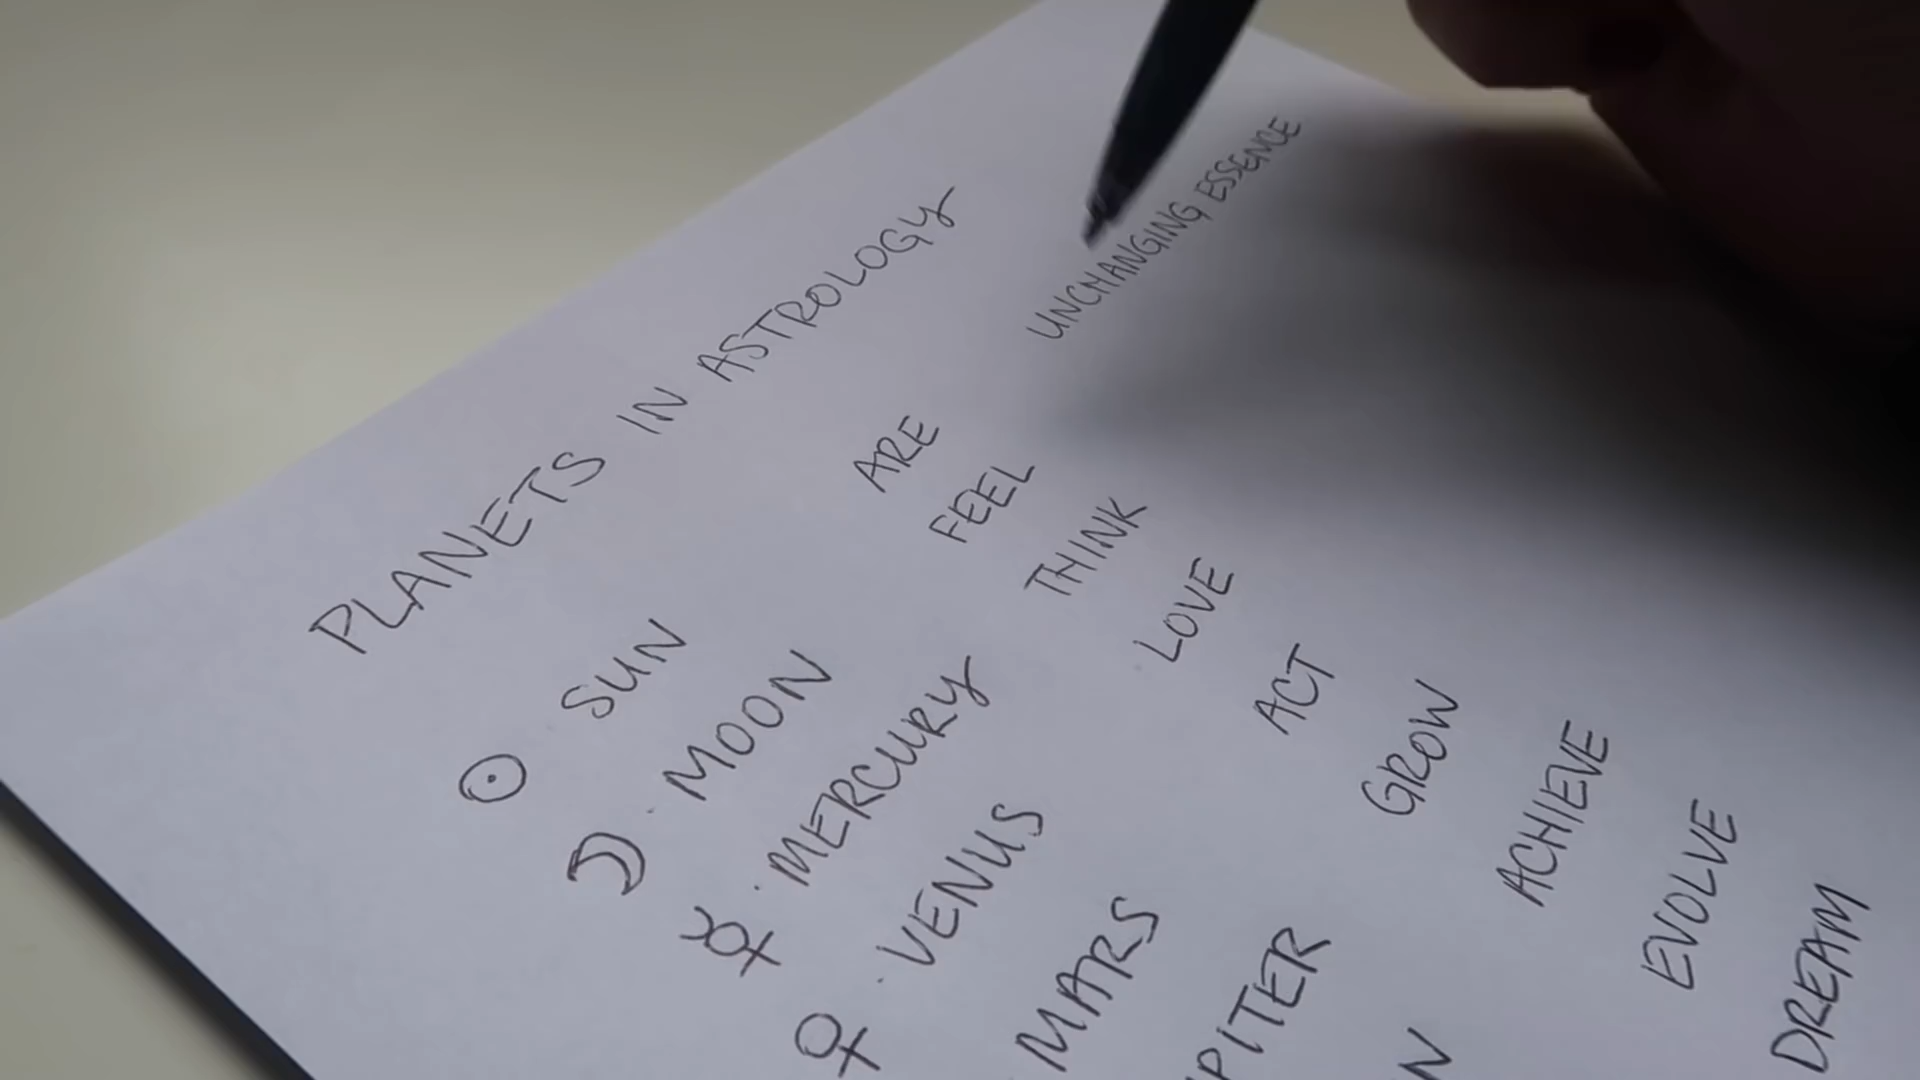 PLANETS IN ASTROLOGY
☉ SUN ARE UNCHANGING ESSENCE
☽ MOON FEEL
☿ MERCURY THINK
♀ VENUS LOVE
MARS ACT
PITER GROW
N ACHIEVE
EVOLVE
DREAM